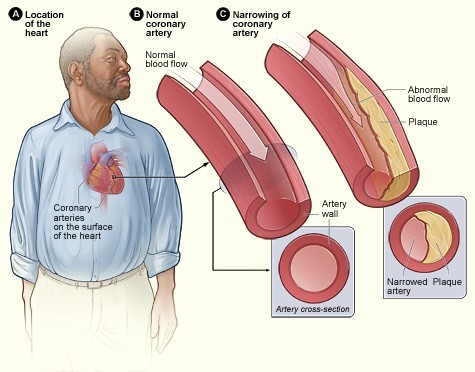 A Location
of the
heart
B Normal
coronary
artery
C Narrowing of
coronary
artery
Normal
blood flow
Abnormal
blood flow
Plaque
Coronary
arteries
on the surface
of the heart
Artery
wall
Artery cross-section
Narrowed
artery
Plaque